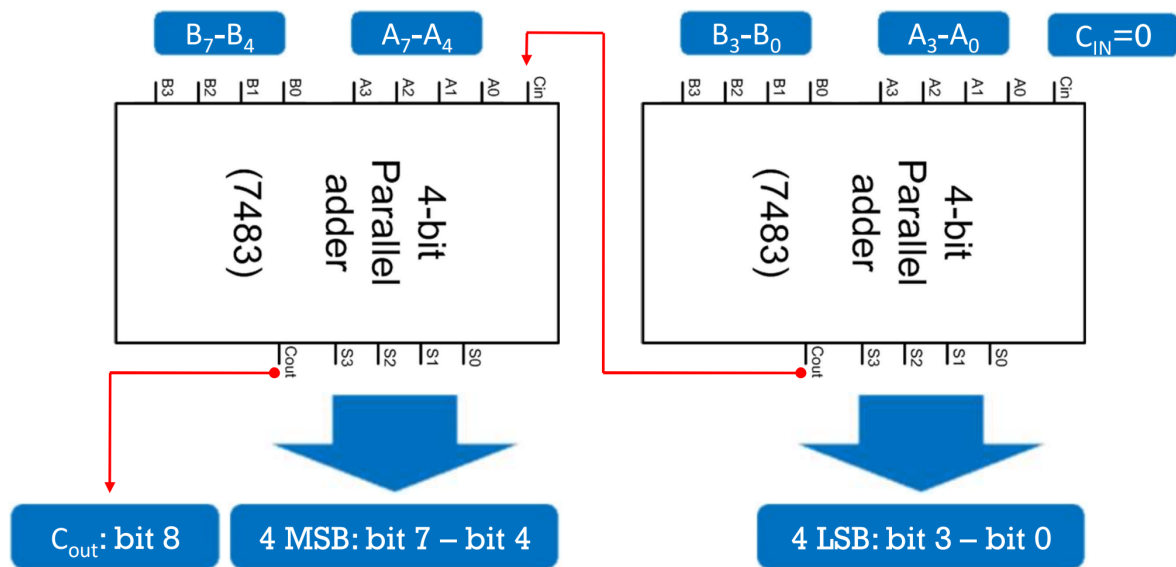 B₇-B₄ A₇-A₄ B₃-B₀ A₃-A₀ C_IN=0
B3 B2 B1 B0 A3 A2 A1 A0 Cin B3 B2 B1 B0 A3 A2 A1 A0 Cin
4-bit
Parallel
adder
(7483)
4-bit
Parallel
adder
(7483)
Cout S3 S2 S1 S0 Cout S3 S2 S1 S0
C_out: bit 8 4 MSB: bit 7 – bit 4 4 LSB: bit 3 – bit 0